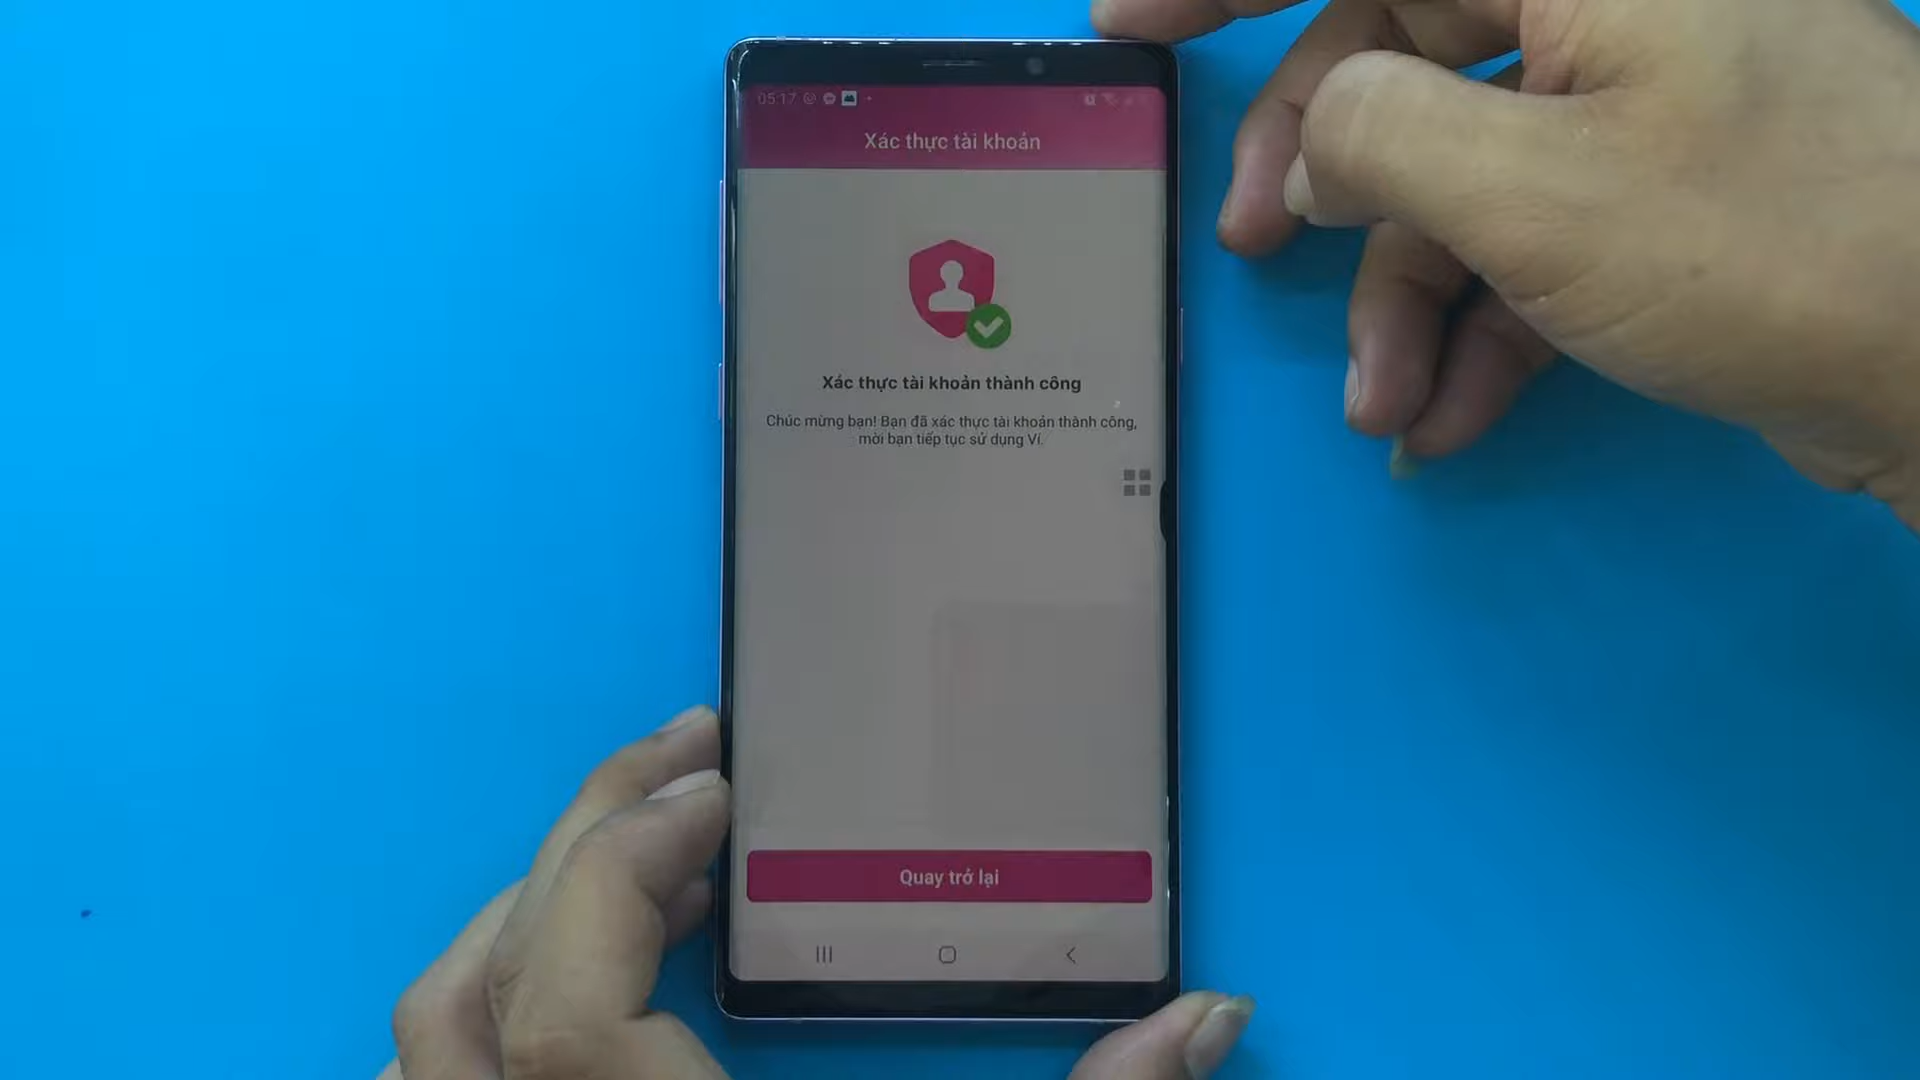 05:17
Xác thực tài khoản
Xác thực tài khoản thành công
Chúc mừng bạn! Bạn đã xác thực tài khoản thành công,
mời bạn tiếp tục sử dụng Ví.
Quay trở lại